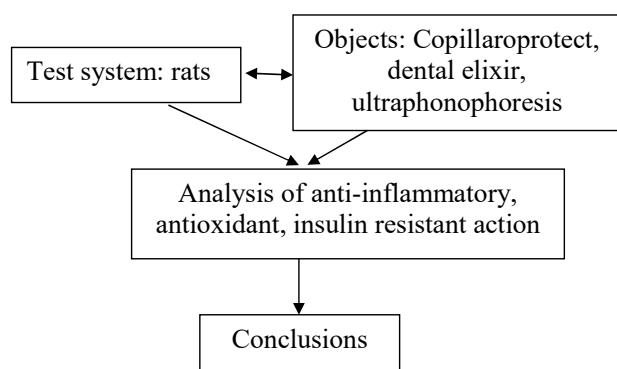 Test system: rats
Objects: Copillaroprotect,
dental elixir,
ultraphonophoresis
Analysis of anti-inflammatory,
antioxidant, insulin resistant action
Conclusions